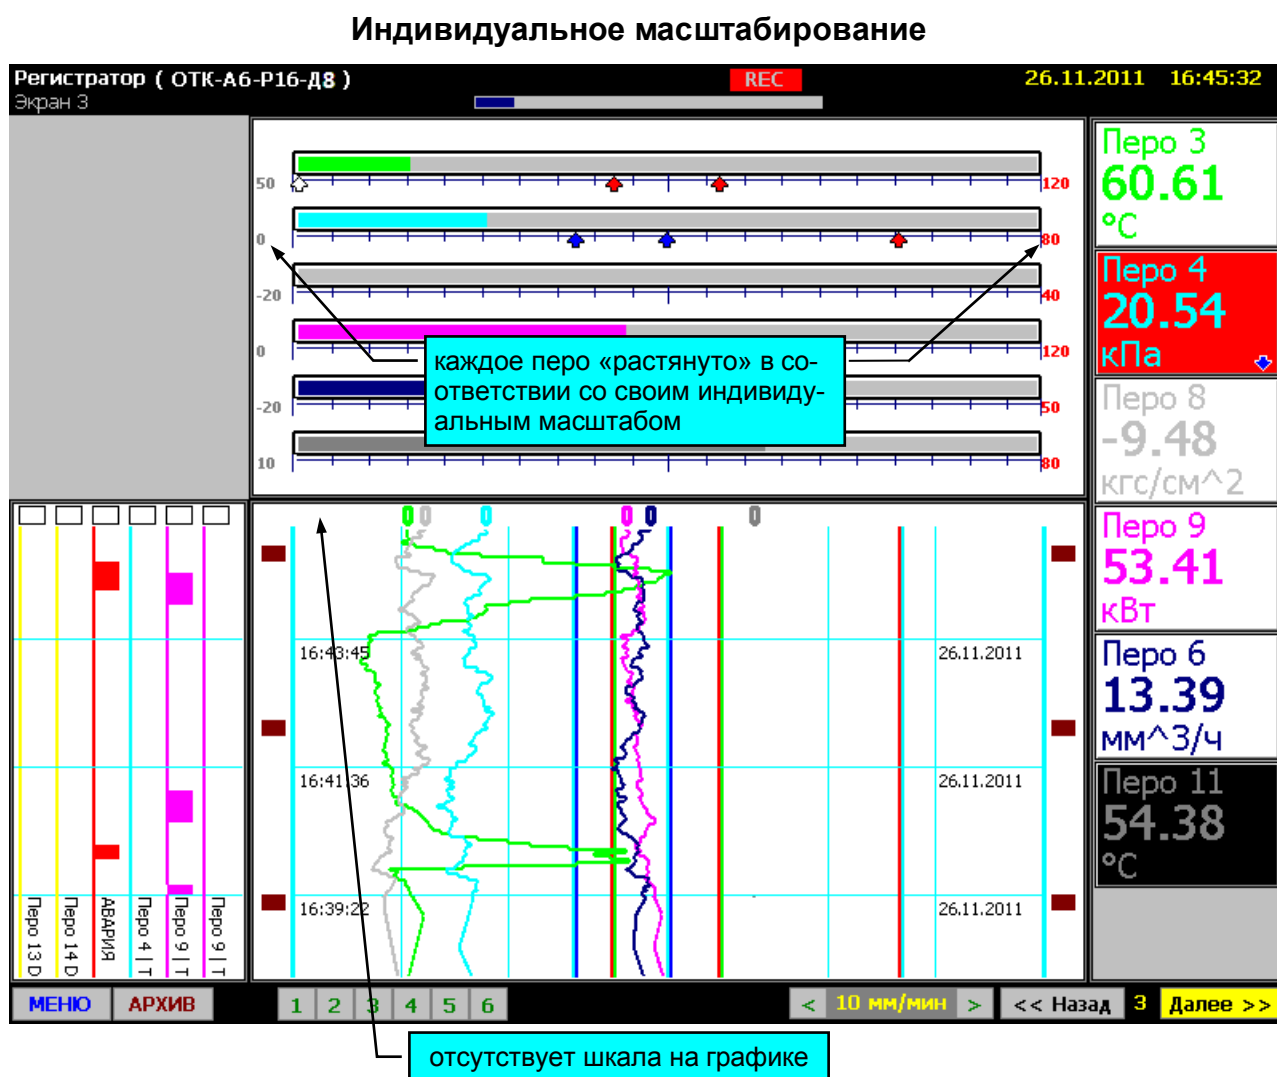 Индивидуальное масштабирование
Регистратор ( ОТК-А6-Р16-Д8 )
REC
26.11.2011 16:45:32
Экран 3
50
120
0
80
-20
40
0
120
-20
50
10
80
каждое перо «растянуто» в со-
ответствии со своим индивиду-
альным масштабом
Перо 3
60.61
°C
Перо 4
20.54
кПа
Перо 8
-9.48
кгс/см^2
Перо 9
53.41
кВт
Перо 6
13.39
мм^3/ч
Перо 11
54.38
°C
16:43:45
26.11.2011
16:41:36
26.11.2011
16:39:22
26.11.2011
Перо 13 D
Перо 14 D
АВАРИЯ
Перо 4 | T
Перо 9 | T
Перо 9 | T
МЕНЮ АРХИВ 1 2 3 4 5 6 < 10 мм/мин > << Назад 3 Далее >>
отсутствует шкала на графике